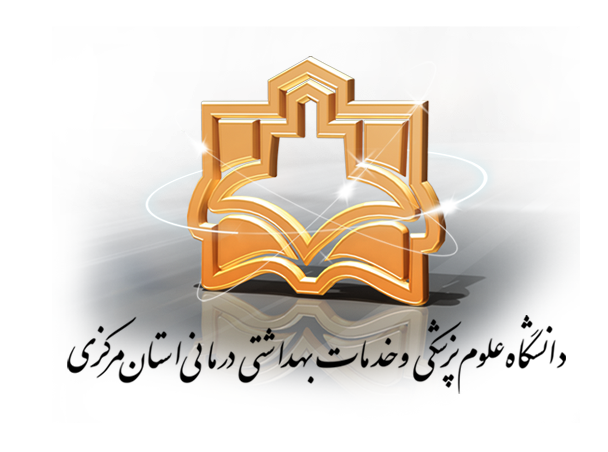 دانشگاه علوم پزشکی و خدمات بهداشتی درمانی استان مرکزی